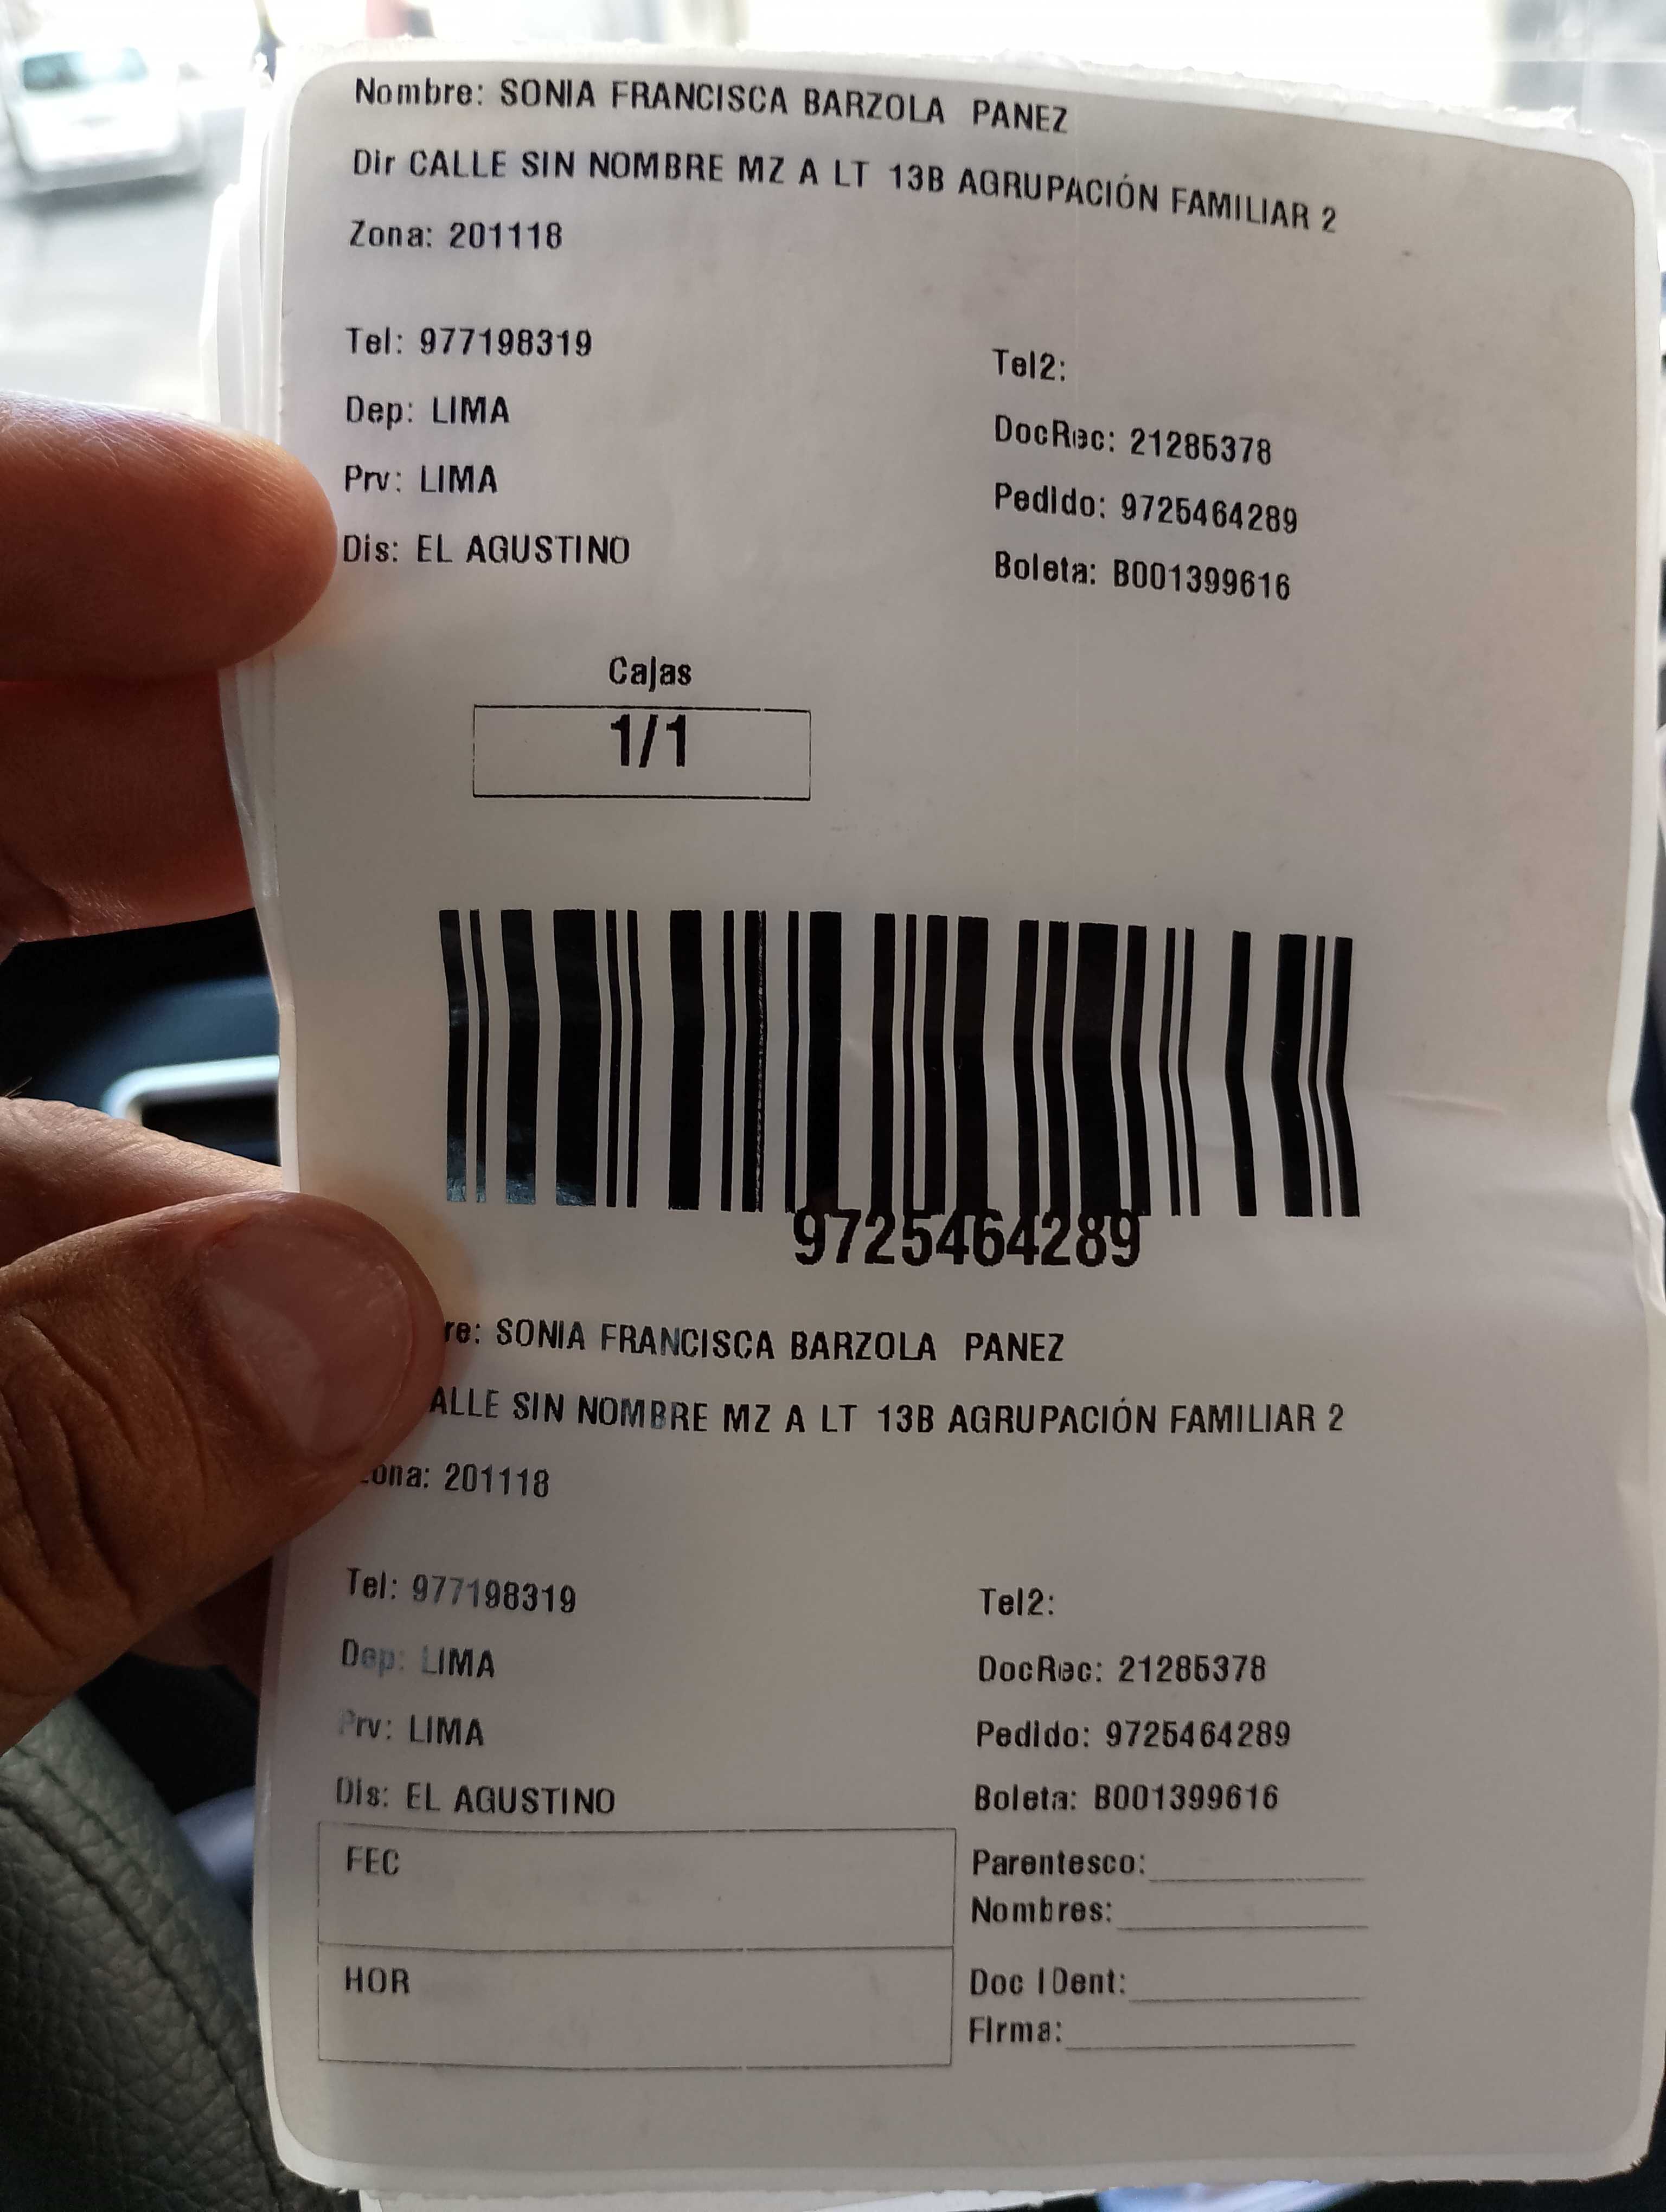 Nombre: SONIA FRANCISCA BARZOLA PANEZ
Dir CALLE SIN NOMBRE MZ A LT 13B AGRUPACIÓN FAMILIAR 2
Zona: 201118
Tel: 977198319
Tel2:
Dep: LIMA
DocRec: 21285378
Prv: LIMA
Pedido: 9725464289
Dis: EL AGUSTINO
Boleta: B001399616
Cajas
1/1
9725464289
re: SONIA FRANCISCA BARZOLA PANEZ
ALLE SIN NOMBRE MZ A LT 13B AGRUPACIÓN FAMILIAR 2
ona: 201118
Tel: 977198319
Tel2:
Dep: LIMA
DocRec: 21285378
Prv: LIMA
Pedido: 9725464289
Dis: EL AGUSTINO
Boleta: B001399616
FEC
Parentesco:
Nombres:
HOR
Doc IDent:
Firma: